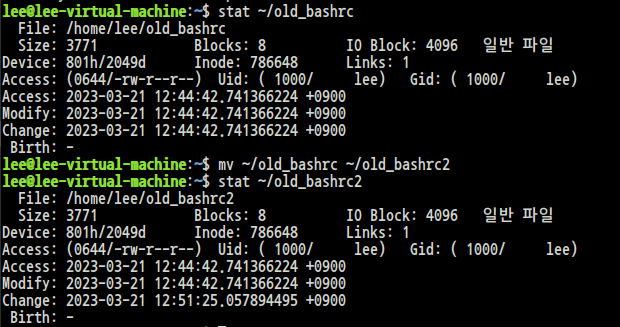 lee@lee-virtual-machine:~$ stat ~/old_bashrc
File: /home/lee/old_bashrc
Size: 3771 Blocks: 8 IO Block: 4096 일반 파일
Device: 801h/2049d Inode: 786648 Links: 1
Access: (0644/-rw-r--r--) Uid: ( 1000/ lee) Gid: ( 1000/ lee)
Access: 2023-03-21 12:44:42.741366224 +0900
Modify: 2023-03-21 12:44:42.741366224 +0900
Change: 2023-03-21 12:44:42.741366224 +0900
Birth: -
lee@lee-virtual-machine:~$ mv ~/old_bashrc ~/old_bashrc2
lee@lee-virtual-machine:~$ stat ~/old_bashrc2
File: /home/lee/old_bashrc2
Size: 3771 Blocks: 8 IO Block: 4096 일반 파일
Device: 801h/2049d Inode: 786648 Links: 1
Access: (0644/-rw-r--r--) Uid: ( 1000/ lee) Gid: ( 1000/ lee)
Access: 2023-03-21 12:44:42.741366224 +0900
Modify: 2023-03-21 12:44:42.741366224 +0900
Change: 2023-03-21 12:51:25.057894495 +0900
Birth: -